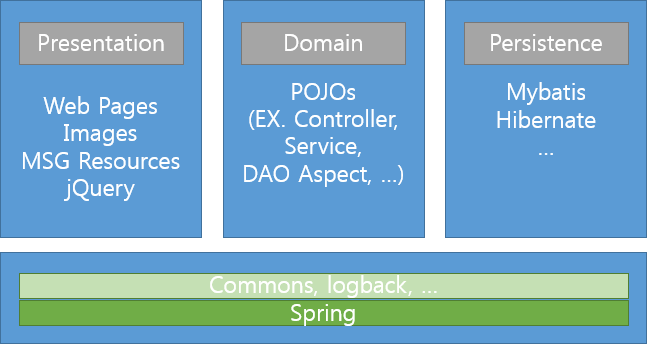 Presentation
Web Pages
Images
MSG Resources
jQuery
Domain
POJOs
(EX. Controller,
Service,
DAO Aspect, ...)
Persistence
Mybatis
Hibernate
...
Commons, logback, ...
Spring